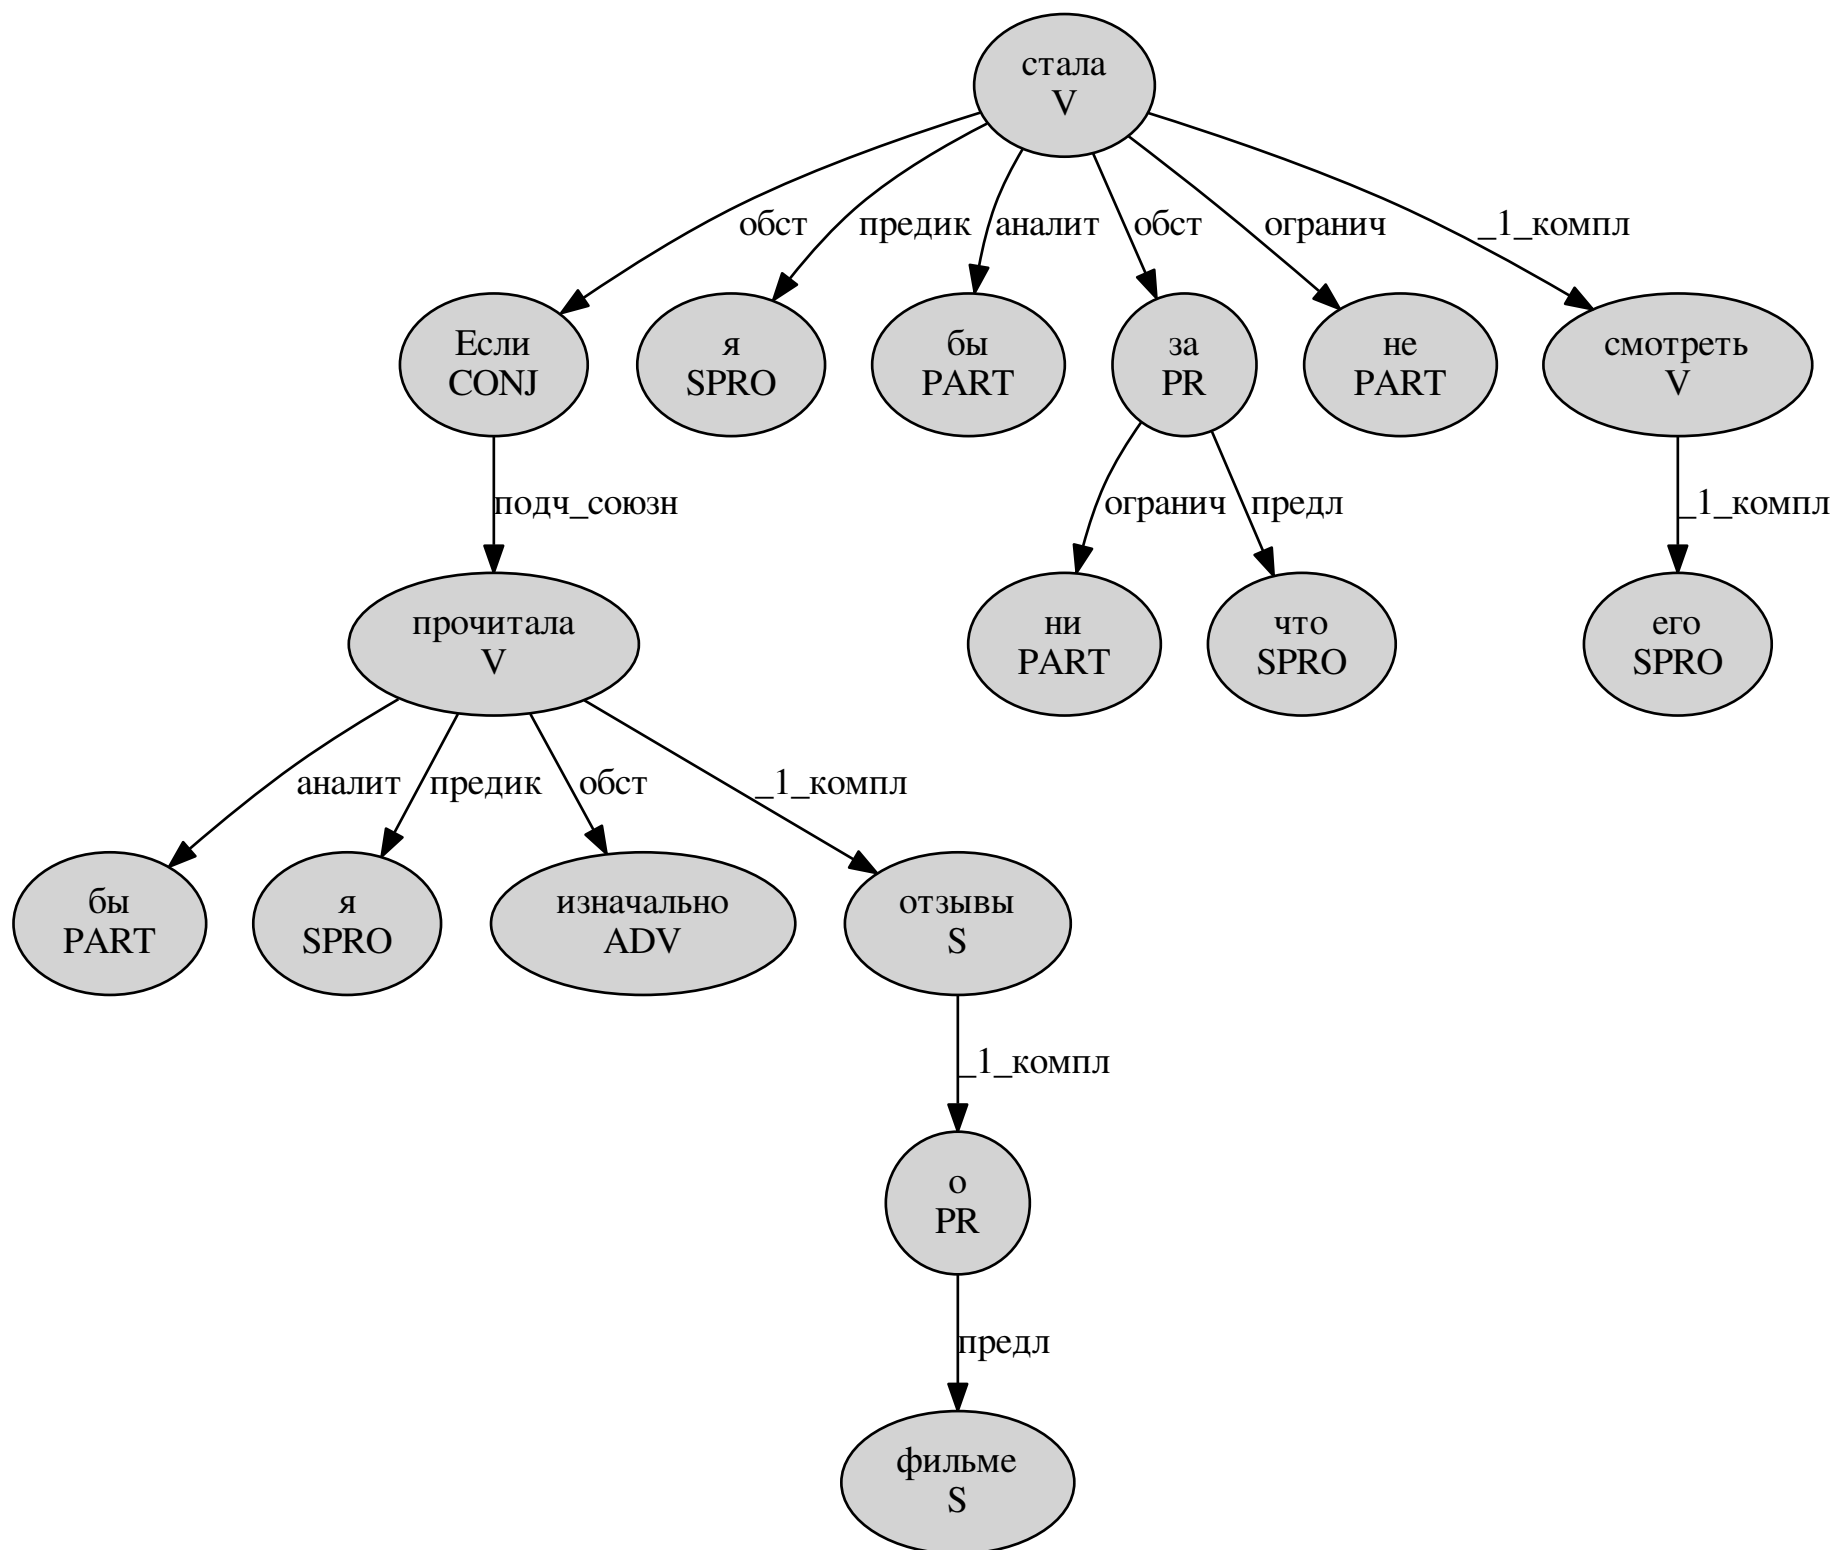 стала
V
обст
предик
аналит
обст
огранич
_1_компл
Если
CONJ
я
SPRO
бы
PART
за
PR
не
PART
смотреть
V
подч_союзн
огранич
предл
_1_компл
прочитала
V
ни
PART
что
SPRO
его
SPRO
аналит
предик
обст
_1_компл
бы
PART
я
SPRO
изначально
ADV
отзывы
S
_1_компл
о
PR
предл
фильме
S